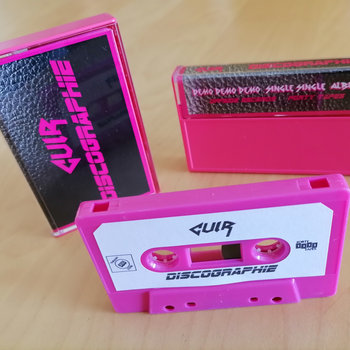 CUIR
DISCOGRAPHIE
DEMO DEMO DEMO SINGLE SINGLE ALBU
CUIR
DISCOGRAPHIE